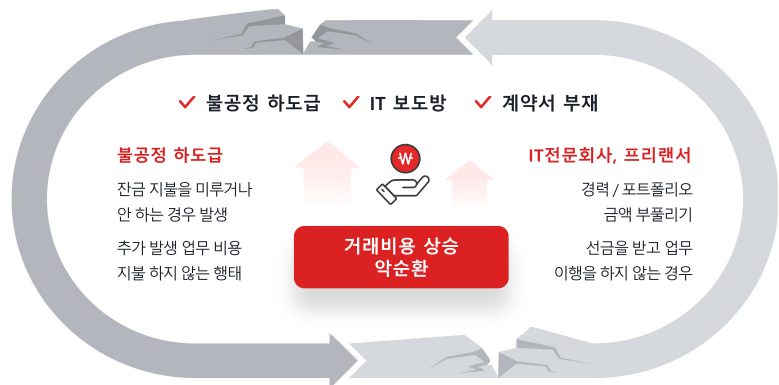 불공정 하도급 IT 보도방 계약서 부재
불공정 하도급
잔금 지불을 미루거나
안 하는 경우 발생
추가 발생 업무 비용
지불 하지 않는 행태
₩
거래비용 상승
악순환
IT전문회사, 프리랜서
경력 / 포트폴리오
금액 부풀리기
선금을 받고 업무
이행을 하지 않는 경우